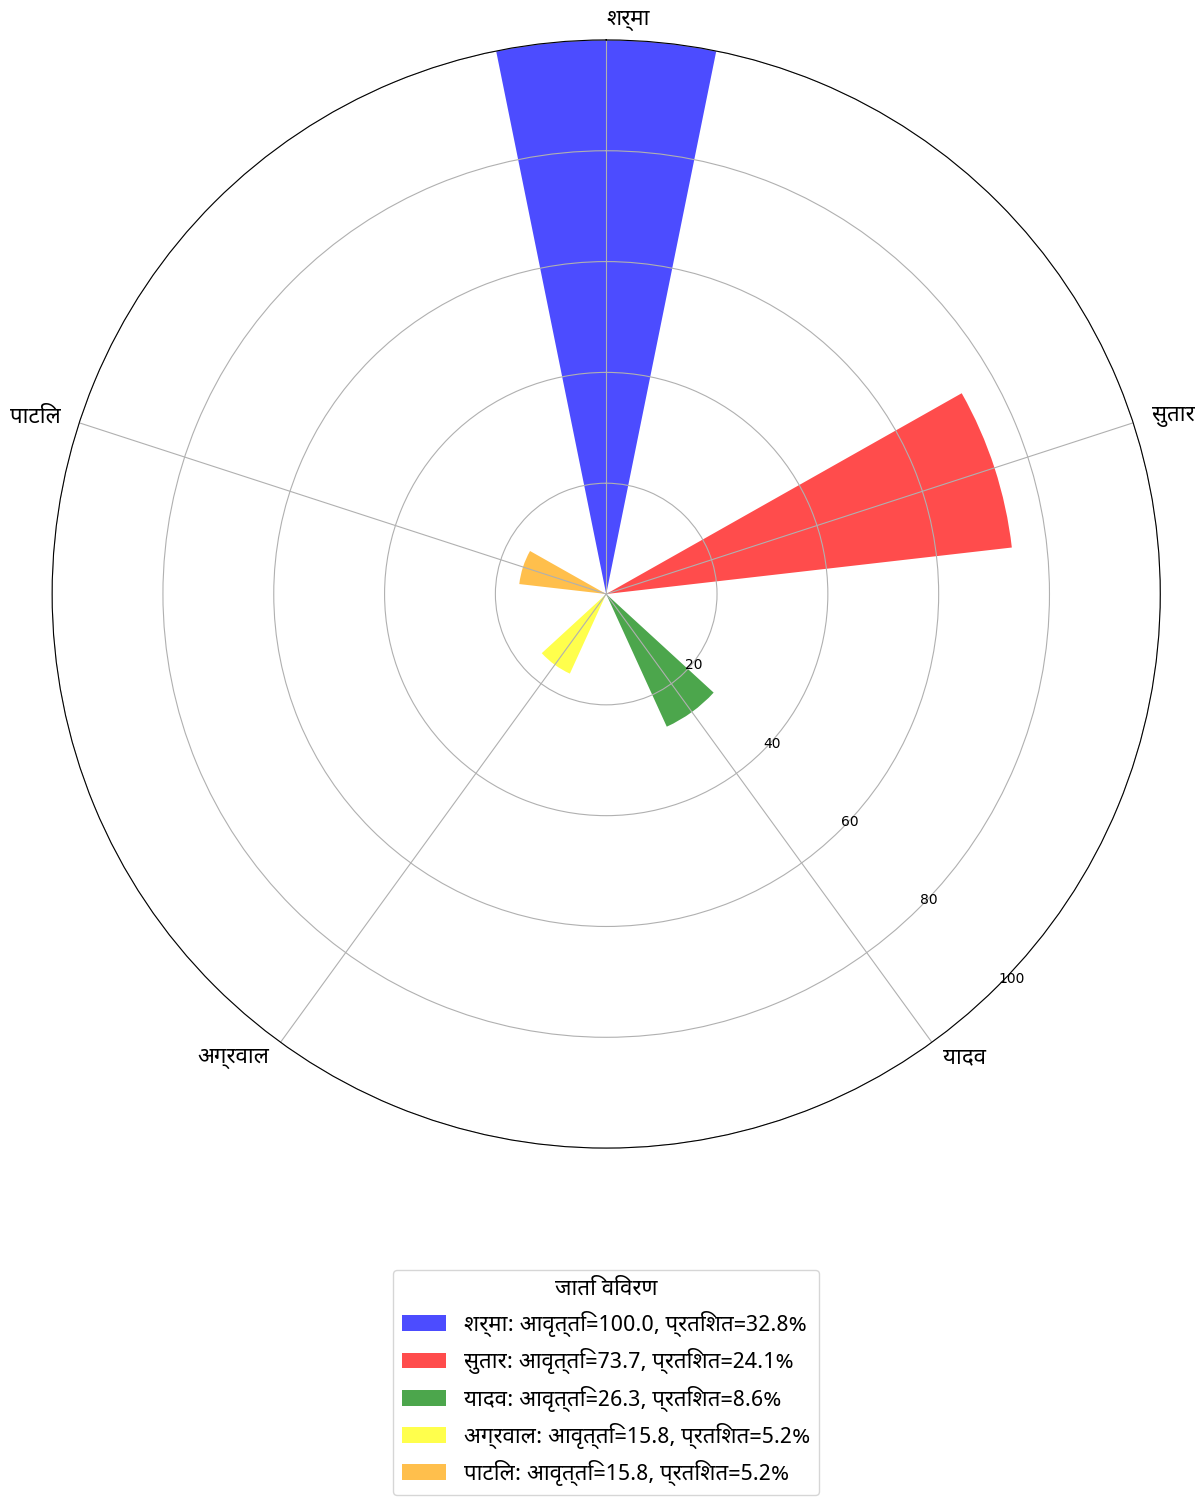 शर्मा
सुतार
पाटिल
20
40
60
80
100
अग्रवाल
यादव
जाति विवरण
शर्मा: आवृत्ति=100.0, प्रतिशत=32.8%
सुतार: आवृत्ति=73.7, प्रतिशत=24.1%
यादव: आवृत्ति=26.3, प्रतिशत=8.6%
अग्रवाल: आवृत्ति=15.8, प्रतिशत=5.2%
पाटिल: आवृत्ति=15.8, प्रतिशत=5.2%